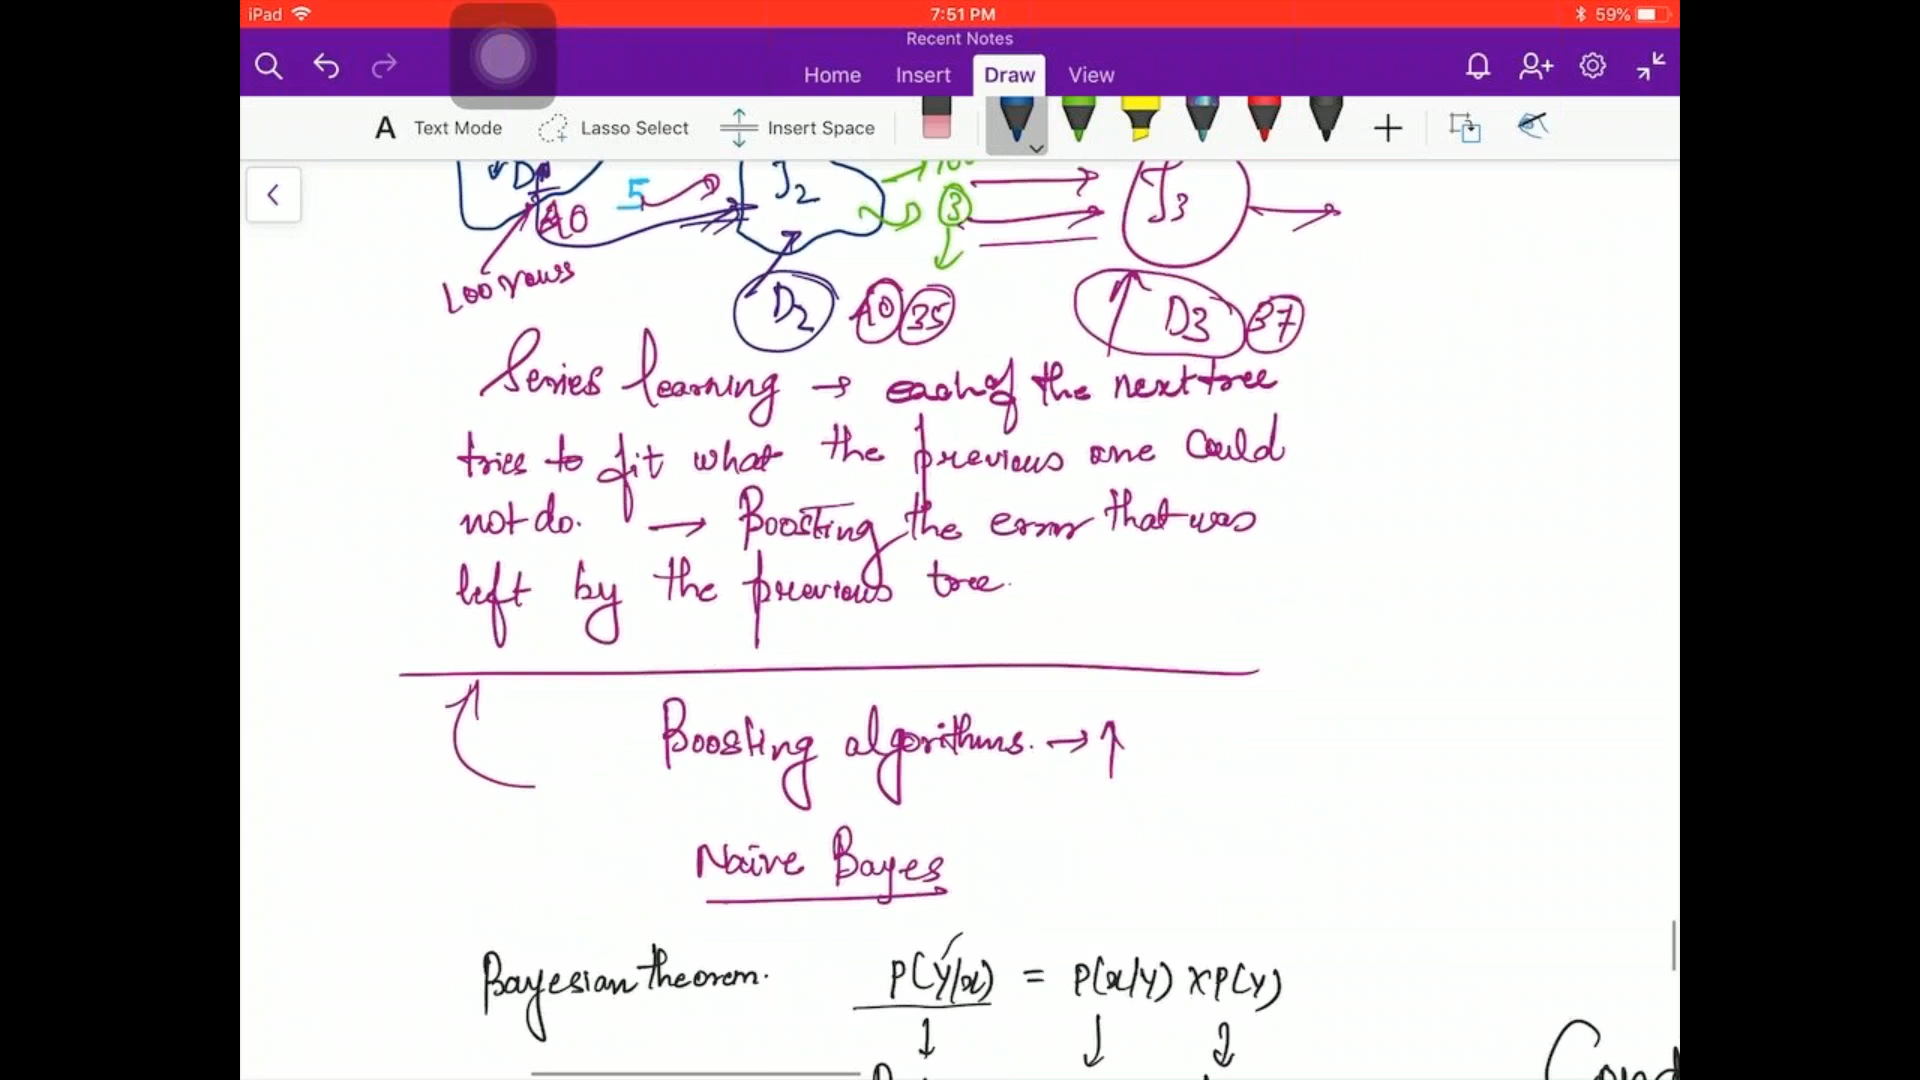 iPad 7:51 PM 59%
Recent Notes
Home Insert Draw View
A Text Mode Lasso Select Insert Space
5 J2 3 J3
100 rows
D2 40 35 D3 37
Series learning → each of the next tree
tries to fit what the previous one could
not do. → Boosting the error that was
left by the previous tree.
Boosting algorithms. → ↑
Naive Bayes
Bayesian theorem. P(Y/x) = P(x/Y) x P(Y)